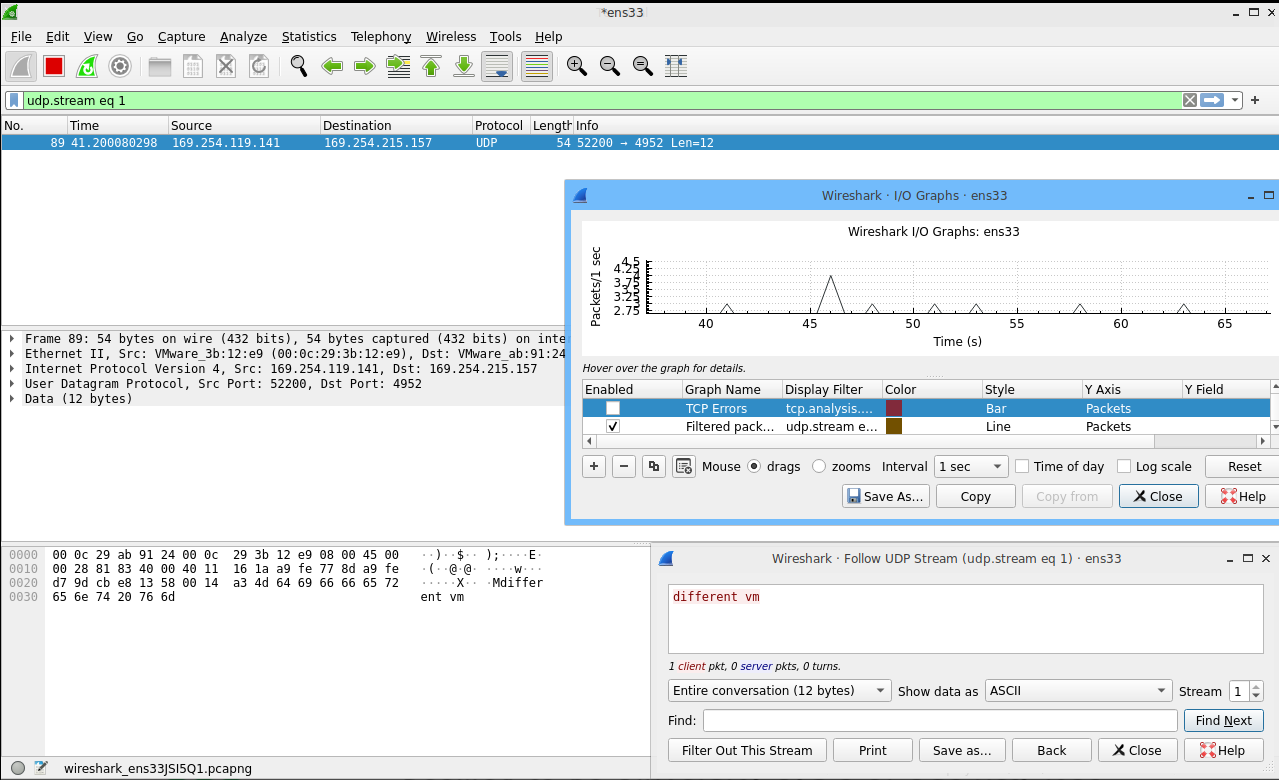 *ens33
File Edit View Go Capture Analyze Statistics Telephony Wireless Tools Help
udp.stream eq 1
No. Time Source Destination Protocol Length Info
89 41.200080298 169.254.119.141 169.254.215.157 UDP 54 52200 → 4952 Len=12
Wireshark · I/O Graphs · ens33
Wireshark I/O Graphs: ens33
Packets/1 sec
4.5
4.25
4
3.75
3.5
3.25
3
2.75
40 45 50 55 60 65
Time (s)
Hover over the graph for details.
Enabled Graph Name Display Filter Color Style Y Axis Y Field
TCP Errors tcp.analysis.... Bar Packets
Filtered pack... udp.stream e... Line Packets
Mouse drags zooms Interval 1 sec Time of day Log scale Reset
Save As... Copy Copy from Close Help
Frame 89: 54 bytes on wire (432 bits), 54 bytes captured (432 bits) on inte
Ethernet II, Src: VMware_3b:12:e9 (00:0c:29:3b:12:e9), Dst: VMware_ab:91:24
Internet Protocol Version 4, Src: 169.254.119.141, Dst: 169.254.215.157
User Datagram Protocol, Src Port: 52200, Dst Port: 4952
Data (12 bytes)
0000 00 0c 29 ab 91 24 00 0c 29 3b 12 e9 08 00 45 00 ··)··$·· );····E·
0010 00 28 81 83 40 00 40 11 16 1a a9 fe 77 8d a9 fe ·(··@·@· ····w···
0020 d7 9d cb e8 13 58 00 14 a3 4d 64 69 66 66 65 72 ·····X·· ·Mdiffer
0030 65 6e 74 20 76 6d ent vm
Wireshark · Follow UDP Stream (udp.stream eq 1) · ens33
different vm
1 client pkt, 0 server pkts, 0 turns.
Entire conversation (12 bytes) Show data as ASCII Stream 1
Find: Find Next
Filter Out This Stream Print Save as... Back Close Help
wireshark_ens33JSI5Q1.pcapng